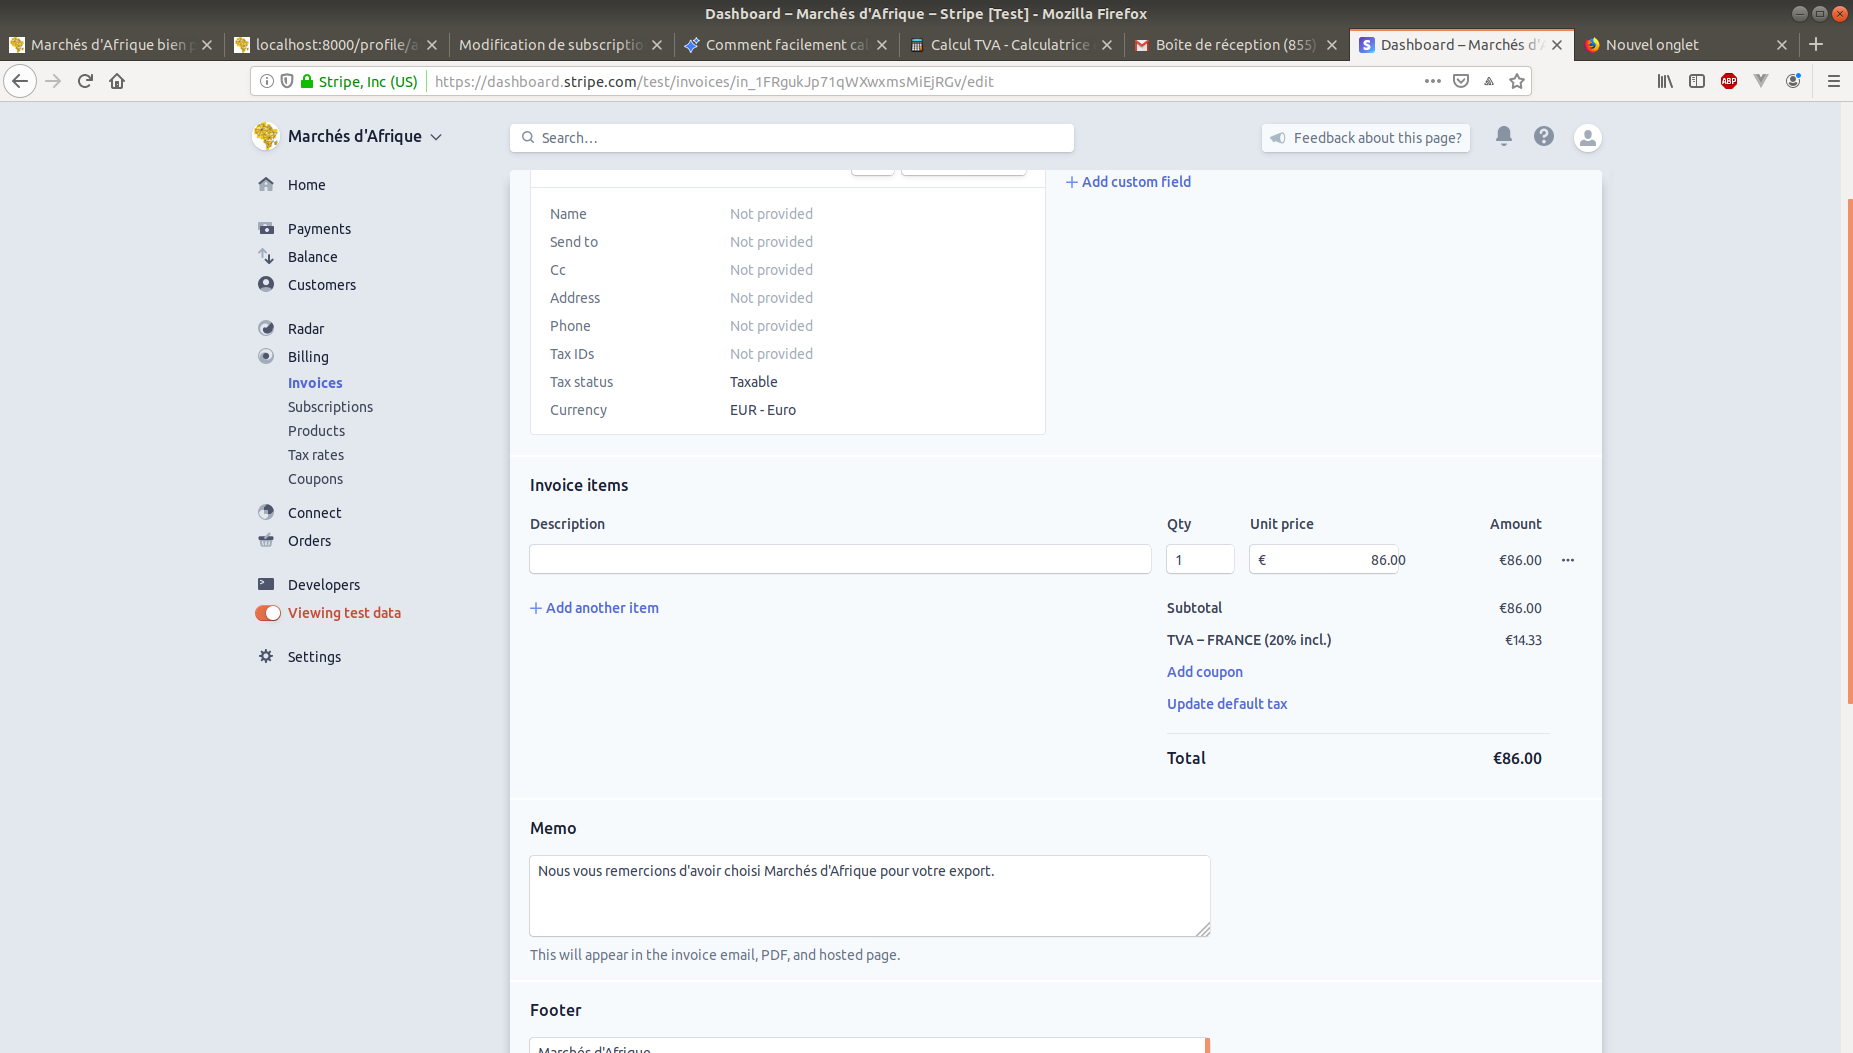 Dashboard – Marchés d'Afrique – Stripe [Test] - Mozilla Firefox
Marchés d'Afrique bien
localhost:8000/profile/a
Modification de subscriptio
Comment facilement cal
Calcul TVA - Calculatrice
Boîte de réception (855)
Dashboard – Marchés d'A
Nouvel onglet
Stripe, Inc (US)
https://dashboard.stripe.com/test/invoices/in_1FRgukJp71qWXwxmsMiEjRGv/edit
ABP
Marchés d'Afrique
Search...
Feedback about this page?
Home
Payments
Balance
Customers
Radar
Billing
Invoices
Subscriptions
Products
Tax rates
Coupons
Connect
Orders
Developers
Viewing test data
Settings
+ Add custom field
Name Not provided
Send to Not provided
Cc Not provided
Address Not provided
Phone Not provided
Tax IDs Not provided
Tax status Taxable
Currency EUR - Euro
Invoice items
Description Qty Unit price Amount
1 € 86.00 €86.00
+ Add another item
Subtotal €86.00
TVA – FRANCE (20% incl.) €14.33
Add coupon
Update default tax
Total €86.00
Memo
Nous vous remercions d'avoir choisi Marchés d'Afrique pour votre export.
This will appear in the invoice email, PDF, and hosted page.
Footer
Marchés d'Afrique